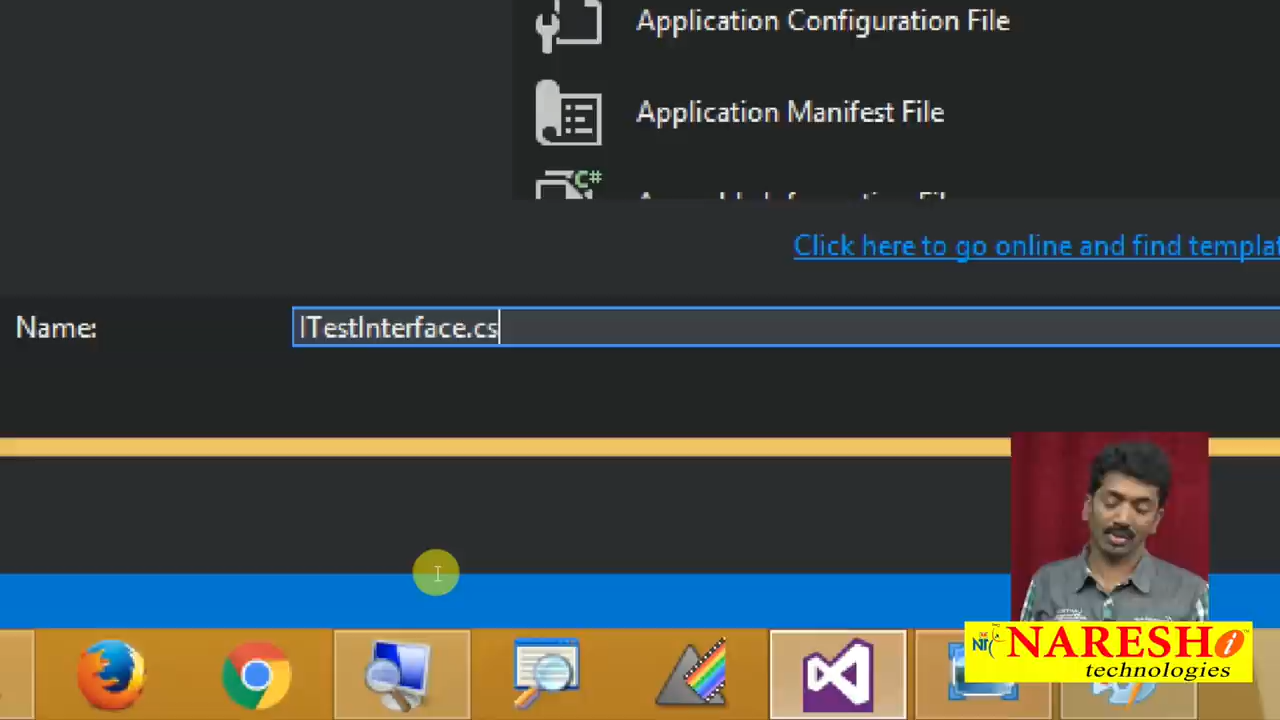 Application Configuration File
Application Manifest File
C#
Click here to go online and find templat
Name:
ITestInterface.cs
NT
NARESH i
technologies